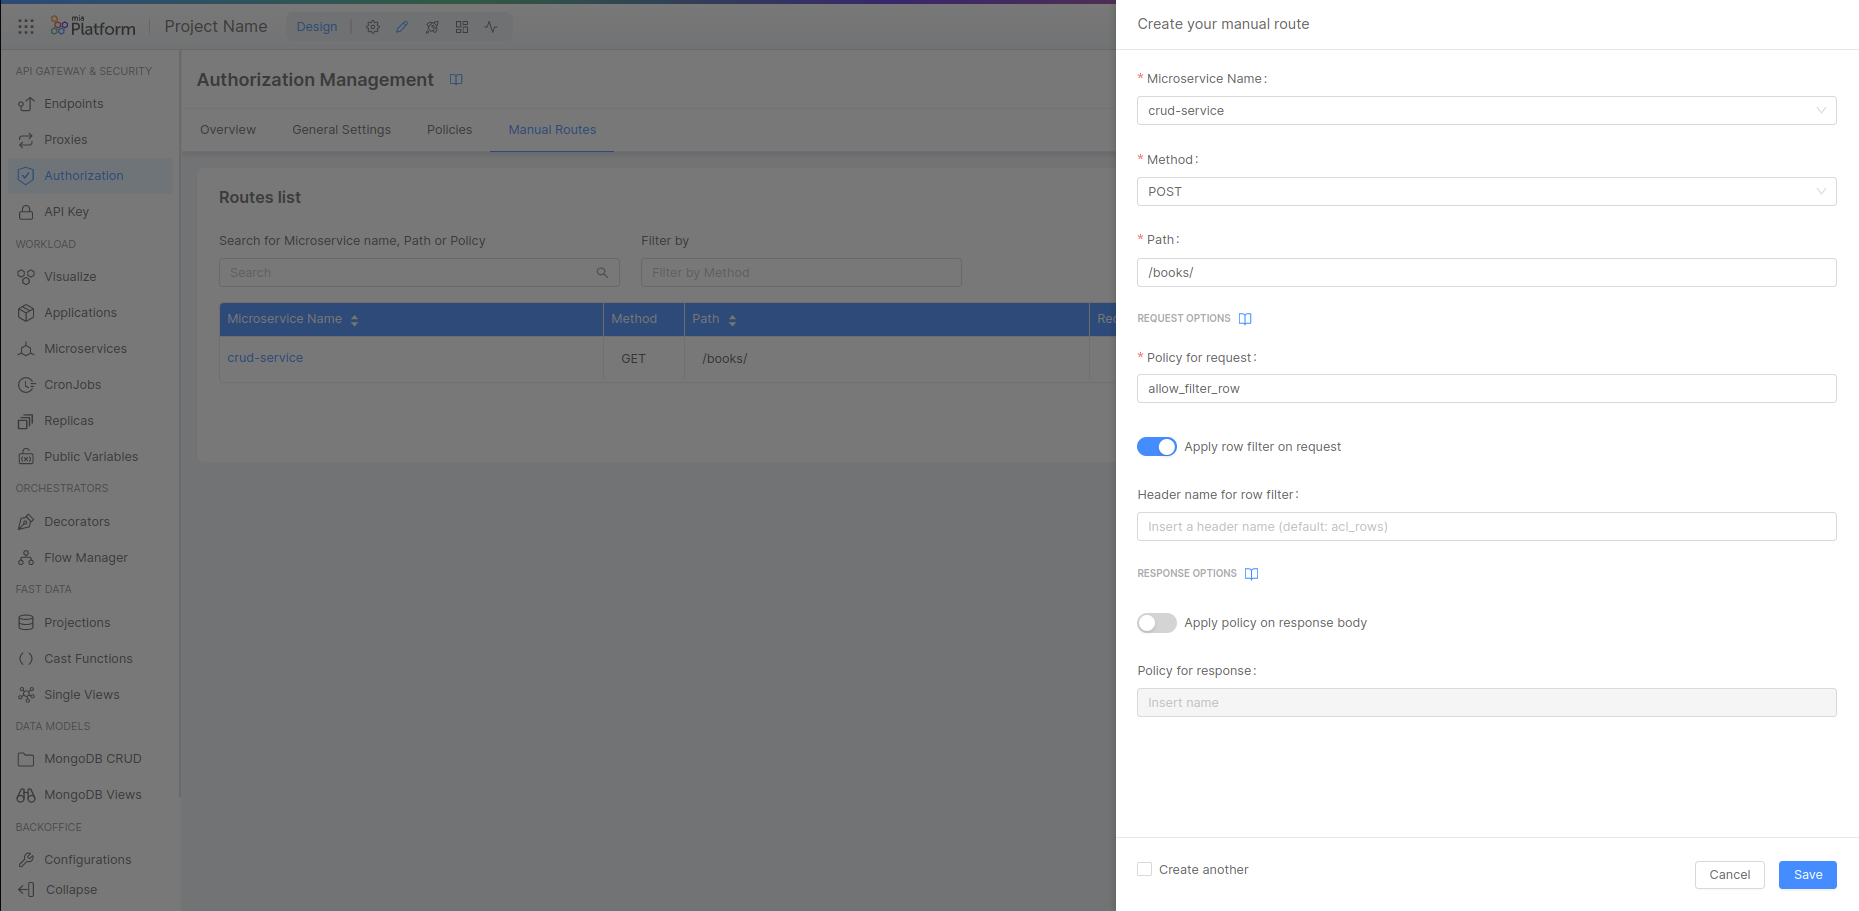 mia
Platform
Project Name
Design
API GATEWAY & SECURITY
Endpoints
Proxies
Authorization
API Key
WORKLOAD
Visualize
Applications
Microservices
CronJobs
Replicas
Public Variables
ORCHESTRATORS
Decorators
Flow Manager
FAST DATA
Projections
Cast Functions
Single Views
DATA MODELS
MongoDB CRUD
MongoDB Views
BACKOFFICE
Configurations
Collapse
Authorization Management
Overview General Settings Policies Manual Routes
Routes list
Search for Microservice name, Path or Policy Filter by
Search Filter by Method
Microservice Name Method Path
crud-service GET /books/
Create your manual route
* Microservice Name:
crud-service
* Method:
POST
* Path:
/books/
REQUEST OPTIONS
* Policy for request:
allow_filter_row
Apply row filter on request
Header name for row filter:
Insert a header name (default: acl_rows)
RESPONSE OPTIONS
Apply policy on response body
Policy for response:
Insert name
Create another
Cancel Save